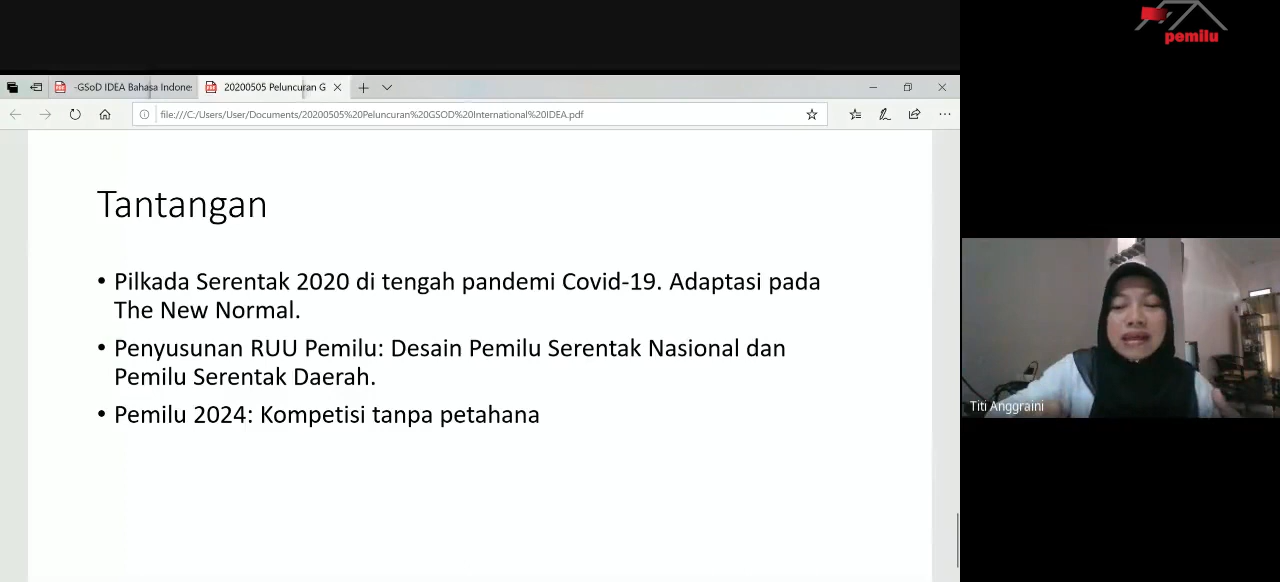 pemilu
-GSoD IDEA Bahasa Indone
20200505 Peluncuran G
file:///C:/Users/User/Documents/20200505%20Peluncuran%20GSOD%20International%20IDEA.pdf
Tantangan
• Pilkada Serentak 2020 di tengah pandemi Covid-19. Adaptasi pada
The New Normal.
• Penyusunan RUU Pemilu: Desain Pemilu Serentak Nasional dan
Pemilu Serentak Daerah.
• Pemilu 2024: Kompetisi tanpa petahana
Titi Anggraini